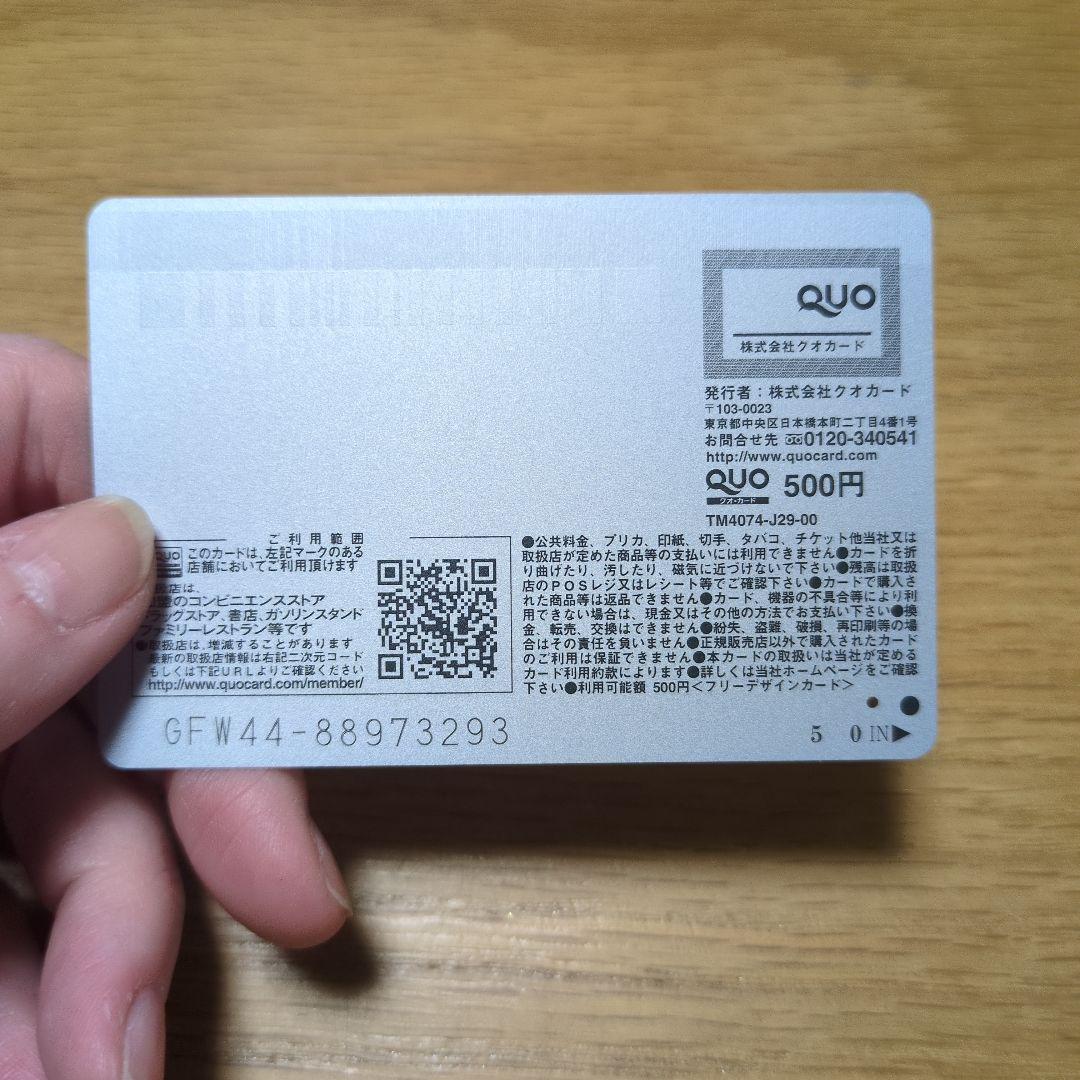 QUO
株式会社クオカード
発行者:株式会社クオカード
〒103-0023
東京都中央区日本橋本町二丁目4番1号
お問合せ先 0120-340541
http://www.quocard.com
QUO 500円
クオ・カード
TM4074-J29-00
ご利用範囲
QUO
このカードは、左記マークのある
店舗においてご利用頂けます
扱店は、
のコンビニエンスストア
ラッグストア、書店、ガソリンスタンド
ファミリーレストラン等です
●取扱店は、増減することがあります
最新の取扱店情報は右記二次元コード
もしくは下記URLよりご確認ください
http://www.quocard.com/member/
●公共料金、プリカ、印紙、切手、タバコ、チケット他当社又は
取扱店が定めた商品等の支払いには利用できません●カードを折
り曲げたり、汚したり、磁気に近づけないで下さい●残高は取扱
店のPOSレジ又はレシート等でご確認下さい●カードで購入さ
れた商品等は返品できません●カード、機器の不具合等により利
用できない場合は、現金又はその他の方法でお支払い下さい●換
金、転売、交換はできません●紛失、盗難、破損、再印刷等の場
合はその責任を負いません●正規販売店以外で購入されたカード
のご利用は保証できません●本カードの取扱いは当社が定める
カード利用約款によります●詳しくは当社ホームページをご確認
下さい●利用可能額 500円<フリーデザインカード>
GFW44-88973293
5 0 IN▶